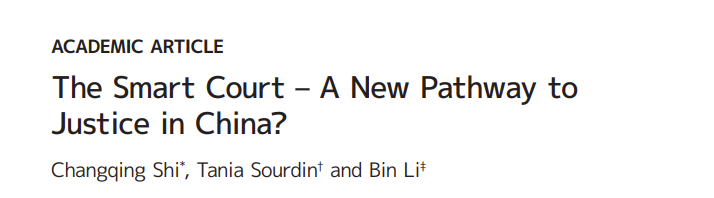 ACADEMIC ARTICLE
The Smart Court – A New Pathway to
Justice in China?
Changqing Shi*, Tania Sourdin† and Bin Li‡